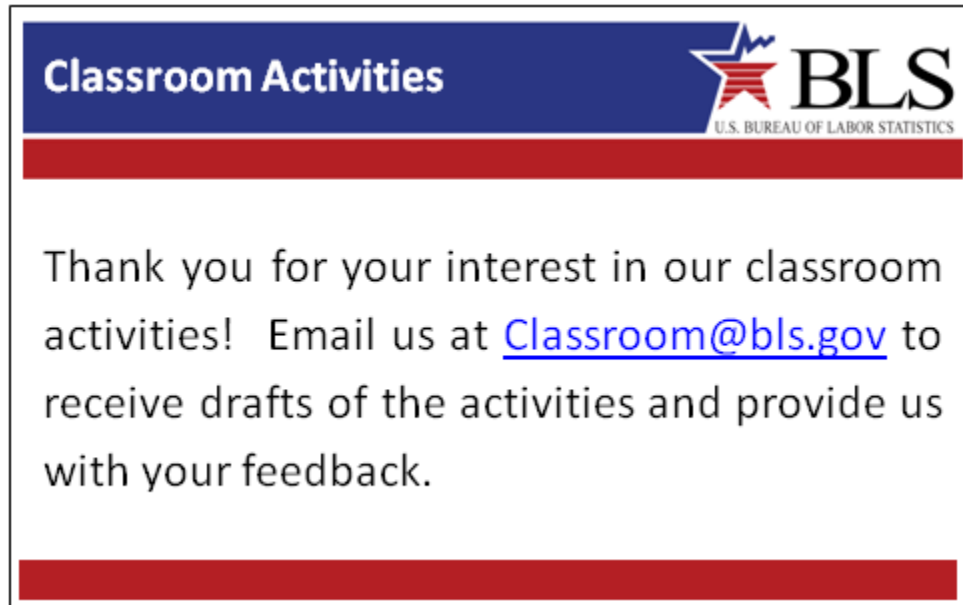 Classroom Activities
BLS
U.S. BUREAU OF LABOR STATISTICS
Thank you for your interest in our classroom
activities!  Email us at Classroom@bls.gov to
receive drafts of the activities and provide us
with your feedback.